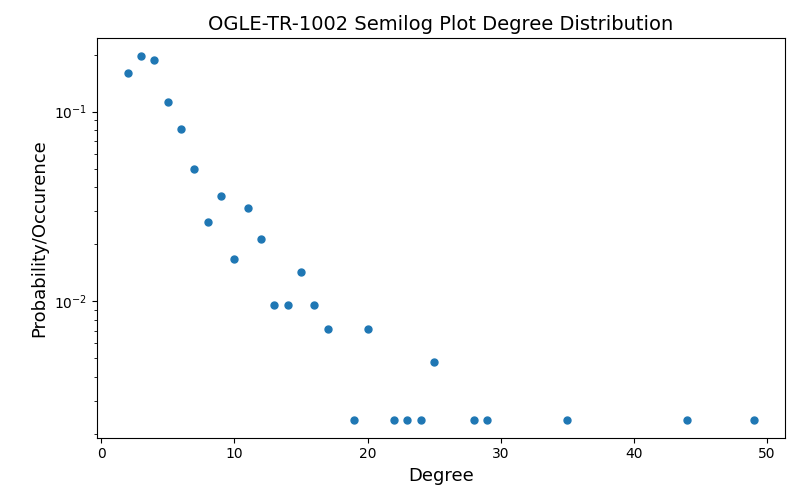 OGLE-TR-1002 Semilog Plot Degree Distribution
Probability/Occurence
10⁻¹
10⁻²
0 10 20 30 40 50
Degree